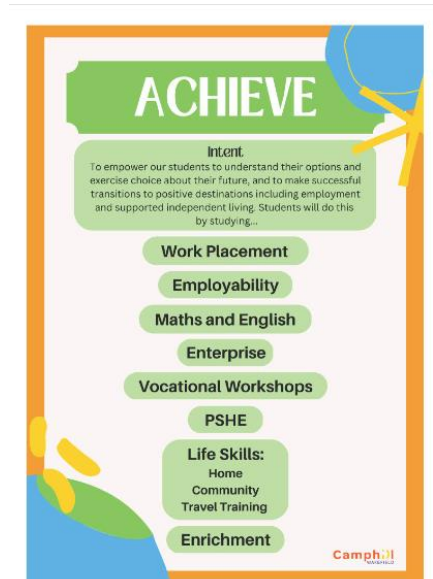 ACHIEVE
Intent
To empower our students to understand their options and
exercise choice about their future, and to make successful
transitions to positive destinations including employment
and supported independent living. Students will do this
by studying...
Work Placement
Employability
Maths and English
Enterprise
Vocational Workshops
PSHE
Life Skills:
Home
Community
Travel Training
Enrichment
Camphill